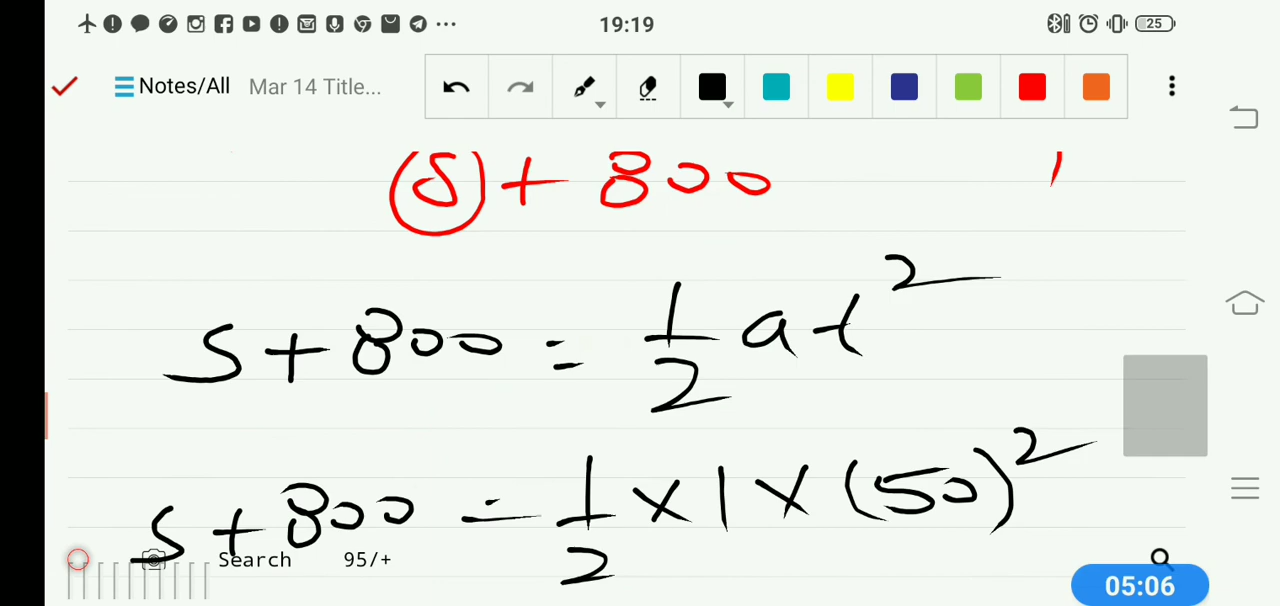 19:19 25
Notes/All Mar 14 Title...
S + 800
S + 800 = 1/2 at²
S + 800 = 1/2 × 1 × (50)²
Search 95/+
05:06